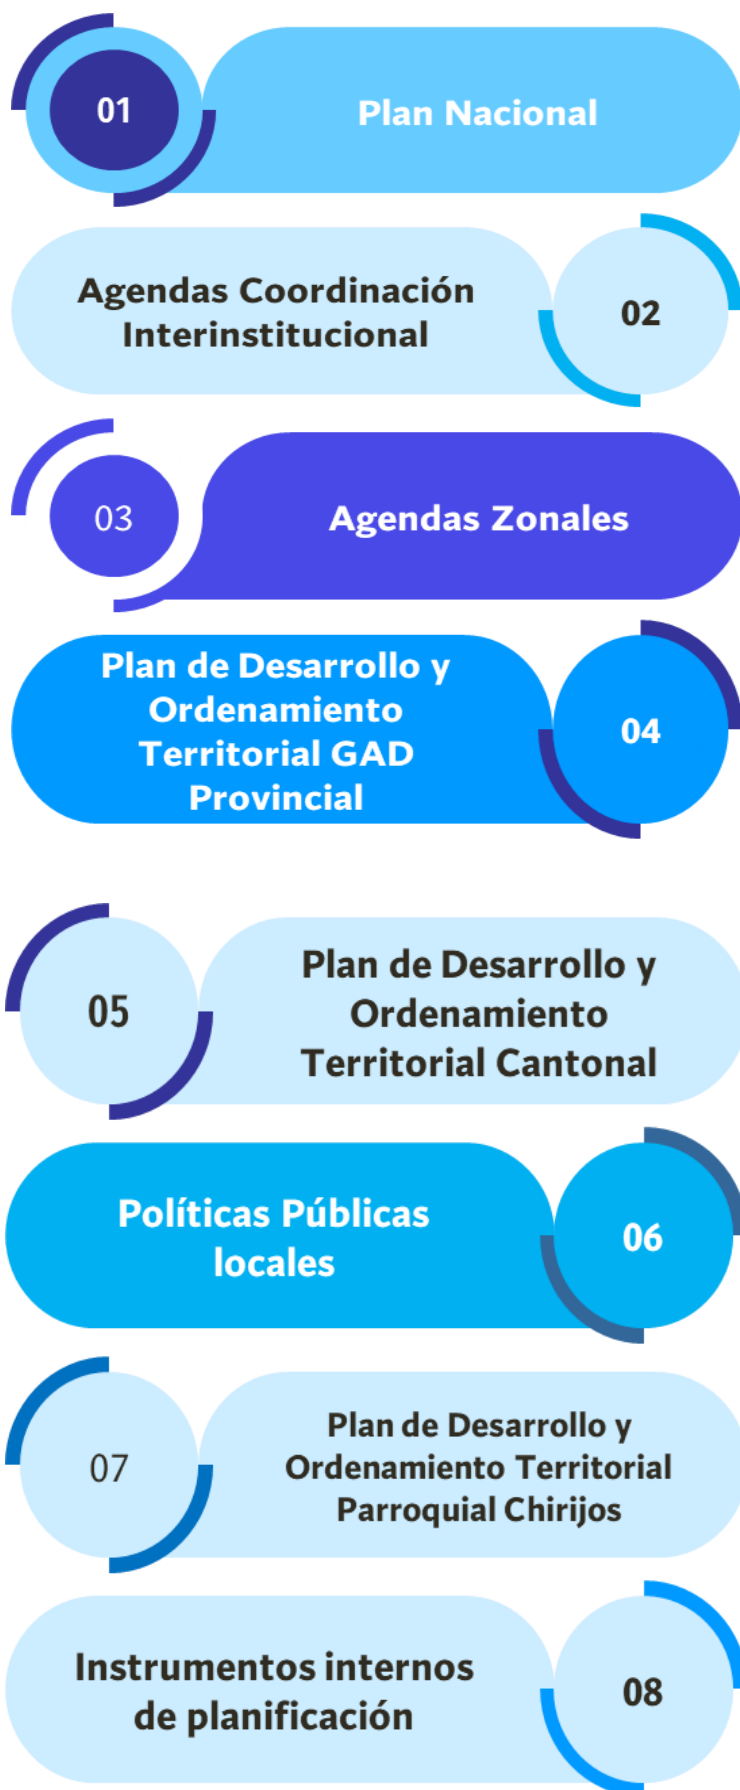 01
Plan Nacional
Agendas Coordinación
Interinstitucional
02
03
Agendas Zonales
Plan de Desarrollo y
Ordenamiento
Territorial GAD
Provincial
04
05
Plan de Desarrollo y
Ordenamiento
Territorial Cantonal
Políticas Públicas
locales
06
07
Plan de Desarrollo y
Ordenamiento Territorial
Parroquial Chirijos
Instrumentos internos
de planificación
08